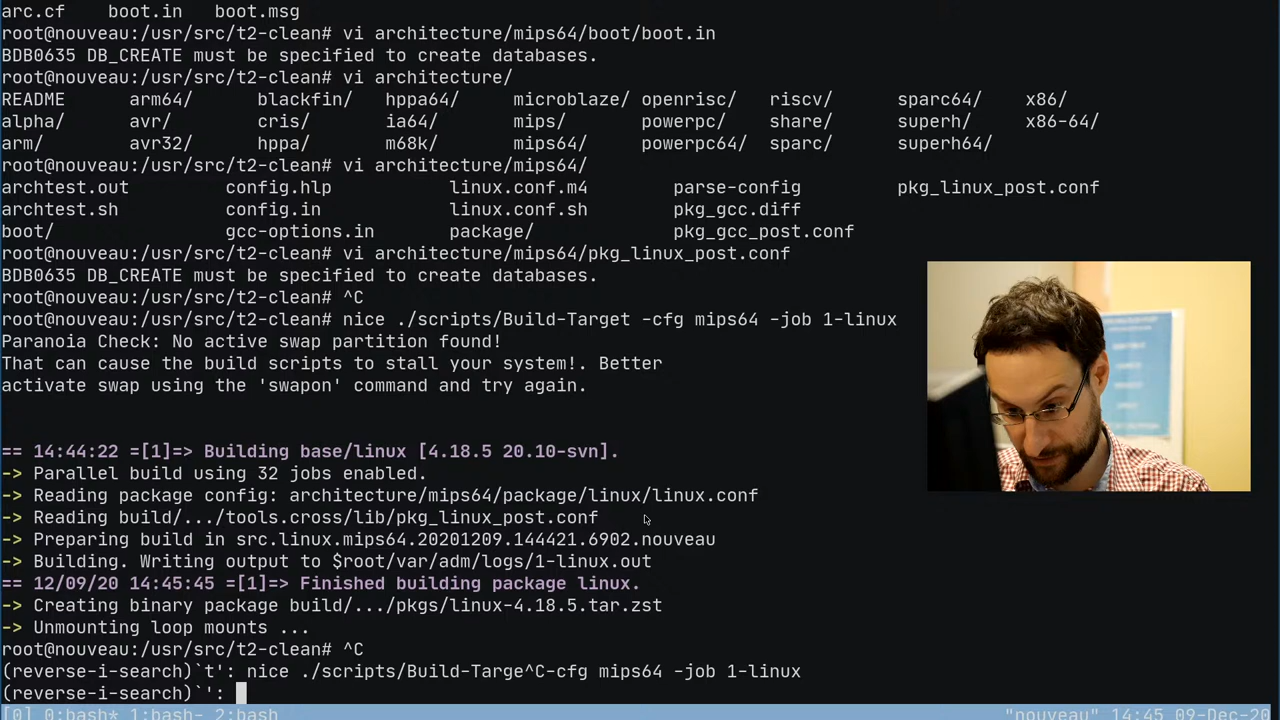 arc.cf    boot.in   boot.msg
root@nouveau:/usr/src/t2-clean# vi architecture/mips64/boot/boot.in
BDB0635 DB_CREATE must be specified to create databases.
root@nouveau:/usr/src/t2-clean# vi architecture/
README      arm64/      blackfin/   hppa64/     microblaze/ openrisc/   riscv/      sparc64/    x86/
alpha/      avr/        cris/       ia64/       mips/       powerpc/    share/      superh/     x86-64/
arm/        avr32/      hppa/       m68k/       mips64/     powerpc64/  sparc/      superh64/
root@nouveau:/usr/src/t2-clean# vi architecture/mips64/
archtest.out         config.hlp           linux.conf.m4        parse-config         pkg_linux_post.conf
archtest.sh          config.in            linux.conf.sh        pkg_gcc.diff
boot/                gcc-options.in       package/             pkg_gcc_post.conf
root@nouveau:/usr/src/t2-clean# vi architecture/mips64/pkg_linux_post.conf
BDB0635 DB_CREATE must be specified to create databases.
root@nouveau:/usr/src/t2-clean# ^C
root@nouveau:/usr/src/t2-clean# nice ./scripts/Build-Target -cfg mips64 -job 1-linux
Paranoia Check: No active swap partition found!
That can cause the build scripts to stall your system!. Better
activate swap using the 'swapon' command and try again.
== 14:44:22 =[1]=> Building base/linux [4.18.5 20.10-svn].
-> Parallel build using 32 jobs enabled.
-> Reading package config: architecture/mips64/package/linux/linux.conf
-> Reading build/.../tools.cross/lib/pkg_linux_post.conf
-> Preparing build in src.linux.mips64.20201209.144421.6902.nouveau
-> Building. Writing output to $root/var/adm/logs/1-linux.out
== 12/09/20 14:45:45 =[1]=> Finished building package linux.
-> Creating binary package build/.../pkgs/linux-4.18.5.tar.zst
-> Unmounting loop mounts ...
root@nouveau:/usr/src/t2-clean# ^C
(reverse-i-search)`t': nice ./scripts/Build-Targe^C-cfg mips64 -job 1-linux
(reverse-i-search)`':
[0] 0:bash* 1:bash- 2:bash "nouveau" 14:45 09-Dec-20